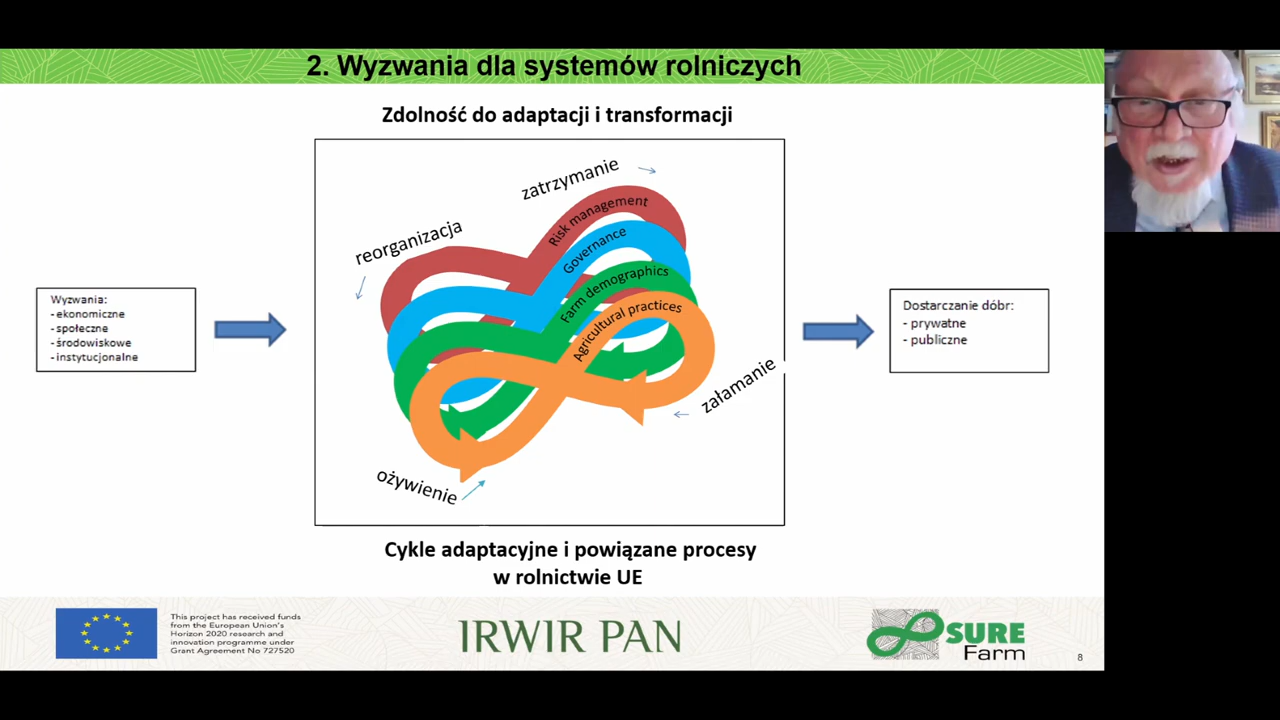 2. Wyzwania dla systemów rolniczych
Zdolność do adaptacji i transformacji
Wyzwania:
- ekonomiczne
- społeczne
- środowiskowe
- instytucjonalne
reorganizacja
zatrzymanie
Risk management
Governance
Farm demographics
Agricultural practices
załamanie
ożywienie
Dostarczanie dóbr:
- prywatne
- publiczne
Cykle adaptacyjne i powiązane procesy
w rolnictwie UE
This project has received funds
from the European Union's
Horizon 2020 research and
innovation programme under
Grant Agreement No 727520
IRWIR PAN
SURE
Farm
8